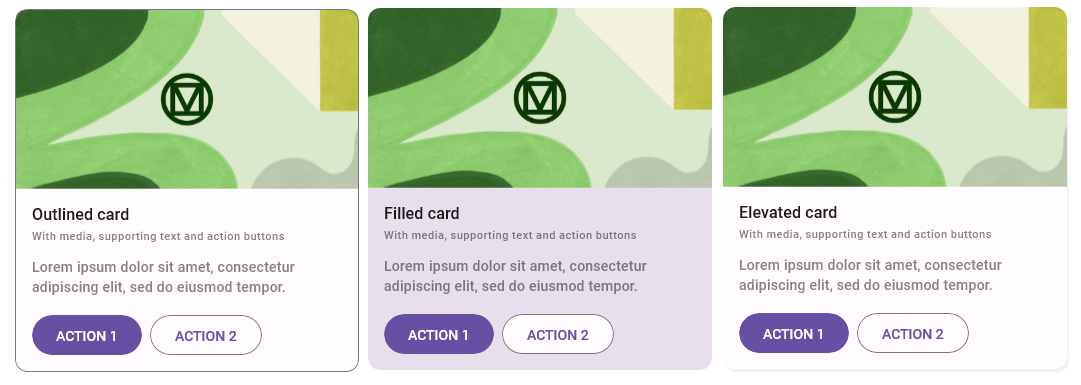 Outlined card
With media, supporting text and action buttons
Lorem ipsum dolor sit amet, consectetur
adipiscing elit, sed do eiusmod tempor.
ACTION 1 ACTION 2
Filled card
With media, supporting text and action buttons
Lorem ipsum dolor sit amet, consectetur
adipiscing elit, sed do eiusmod tempor.
ACTION 1 ACTION 2
Elevated card
With media, supporting text and action buttons
Lorem ipsum dolor sit amet, consectetur
adipiscing elit, sed do eiusmod tempor.
ACTION 1 ACTION 2